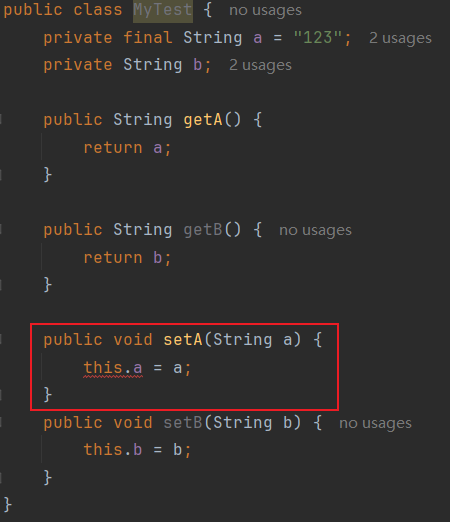 public class MyTest { no usages
private final String a = "123"; 2 usages
private String b; 2 usages
public String getA() {
return a;
}
public String getB() { no usages
return b;
}
public void setA(String a) {
this.a = a;
}
public void setB(String b) { no usages
this.b = b;
}
}